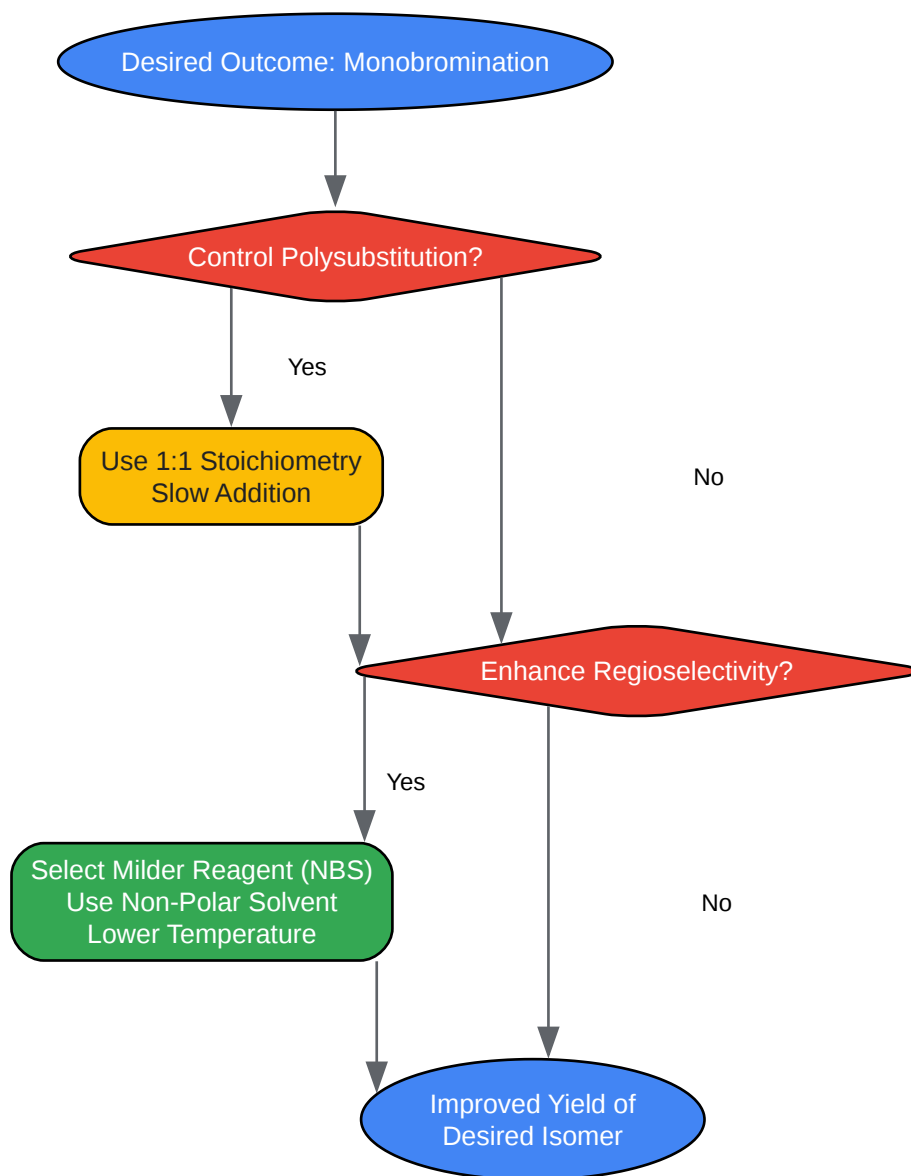 Desired Outcome: Monobromination
Control Polysubstitution?
Yes
Use 1:1 Stoichiometry
Slow Addition
No
Enhance Regioselectivity?
Yes
Select Milder Reagent (NBS)
Use Non-Polar Solvent
Lower Temperature
No
Improved Yield of
Desired Isomer